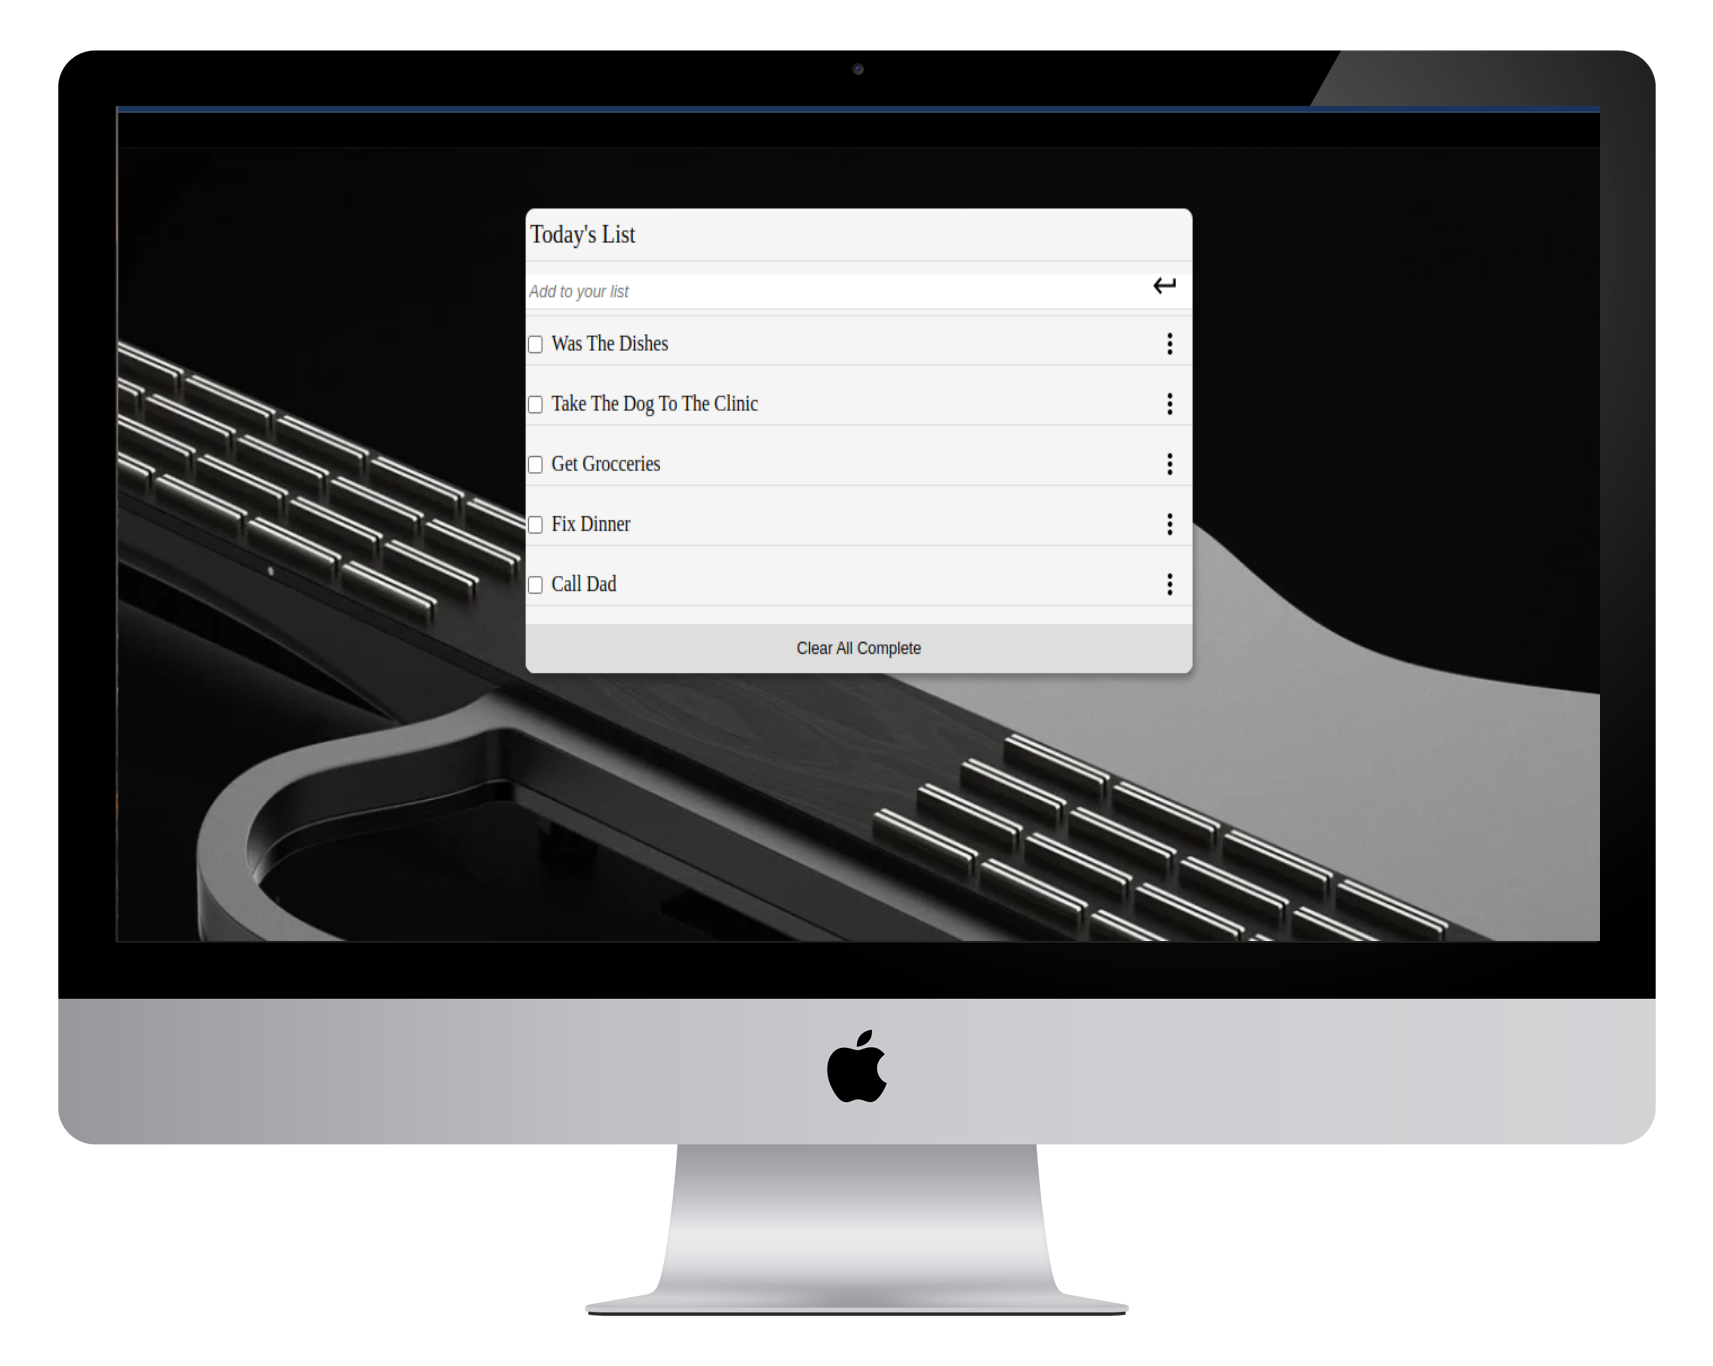 Today's List
Add to your list
Was The Dishes
Take The Dog To The Clinic
Get Grocceries
Fix Dinner
Call Dad
Clear All Complete